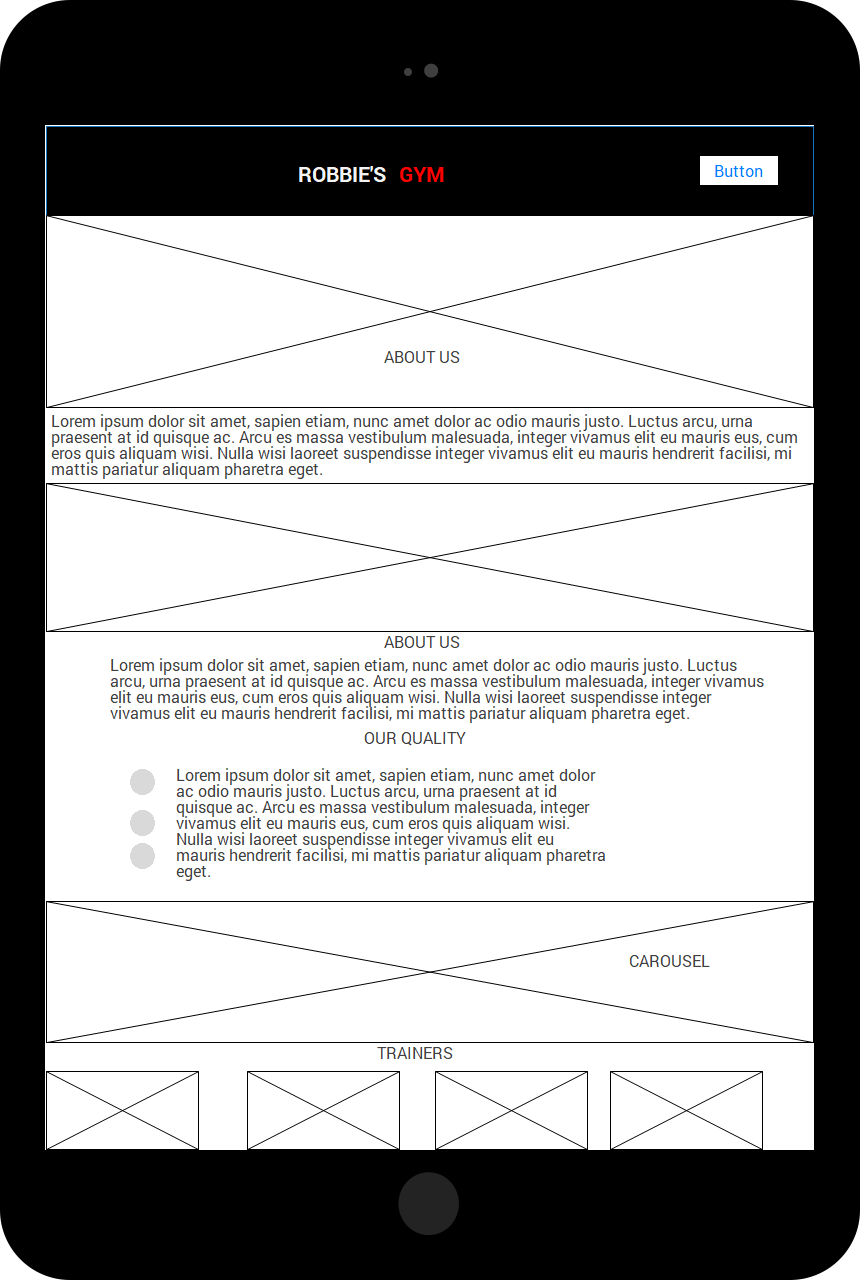 ROBBIE'S GYM
Button
ABOUT US
Lorem ipsum dolor sit amet, sapien etiam, nunc amet dolor ac odio mauris justo. Luctus arcu, urna
praesent at id quisque ac. Arcu es massa vestibulum malesuada, integer vivamus elit eu mauris eus, cum
eros quis aliquam wisi. Nulla wisi laoreet suspendisse integer vivamus elit eu mauris hendrerit facilisi, mi
mattis pariatur aliquam pharetra eget.
ABOUT US
Lorem ipsum dolor sit amet, sapien etiam, nunc amet dolor ac odio mauris justo. Luctus
arcu, urna praesent at id quisque ac. Arcu es massa vestibulum malesuada, integer vivamus
elit eu mauris eus, cum eros quis aliquam wisi. Nulla wisi laoreet suspendisse integer
vivamus elit eu mauris hendrerit facilisi, mi mattis pariatur aliquam pharetra eget.
OUR QUALITY
Lorem ipsum dolor sit amet, sapien etiam, nunc amet dolor
ac odio mauris justo. Luctus arcu, urna praesent at id
quisque ac. Arcu es massa vestibulum malesuada, integer
vivamus elit eu mauris eus, cum eros quis aliquam wisi.
Nulla wisi laoreet suspendisse integer vivamus elit eu
mauris hendrerit facilisi, mi mattis pariatur aliquam pharetra
eget.
CAROUSEL
TRAINERS